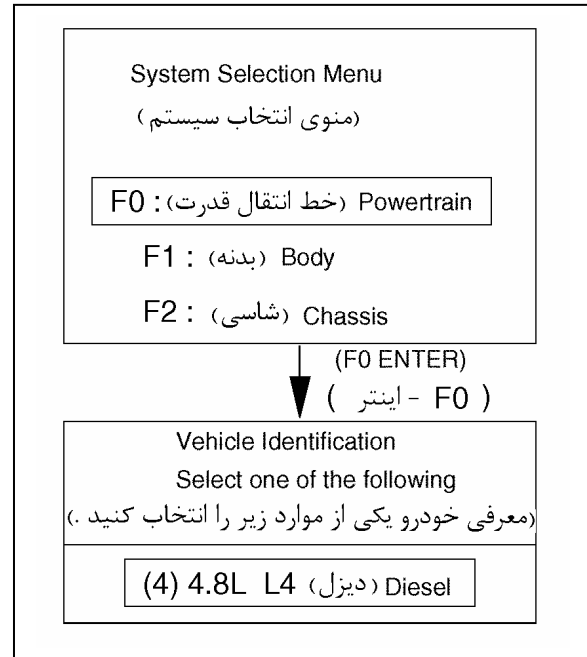 System Selection Menu
(منوی انتخاب سیستم)
F0 : (خط انتقال قدرت) Powertrain
F1 : (بدنه) Body
F2 : (شاسی) Chassis
(F0 ENTER)
( F0 - اینتر )
Vehicle Identification
Select one of the following
(معرفی خودرو یکی از موارد زیر را انتخاب کنید .)
(4) 4.8L L4 (دیزل) Diesel